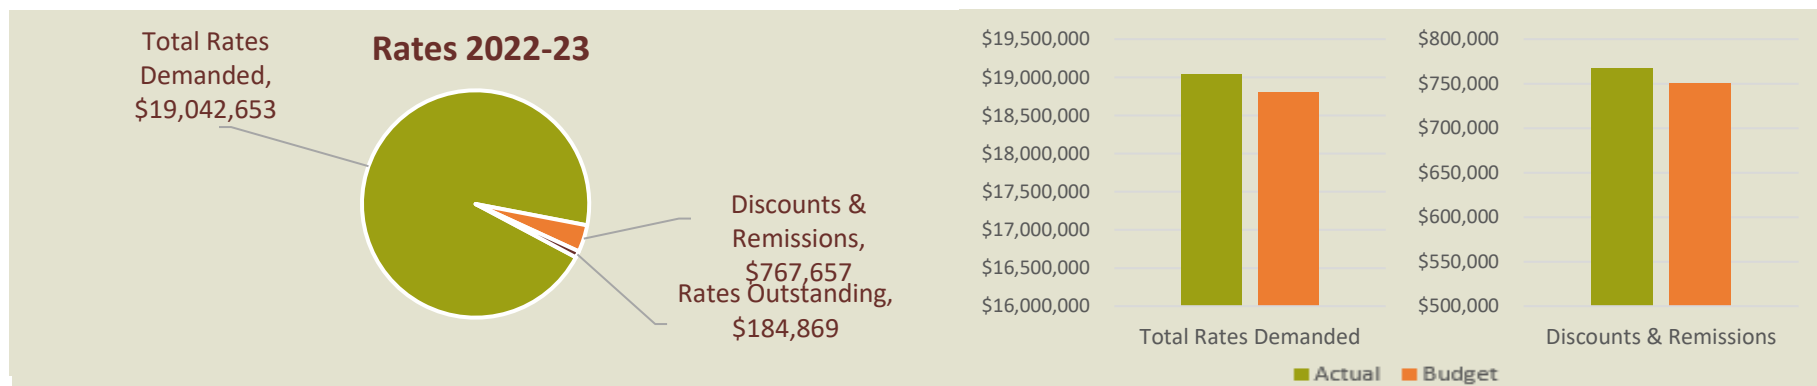 Rates 2022-23
Total Rates
Demanded,
$19,042,653
Discounts &
Remissions,
$767,657
Rates Outstanding,
$184,869
$19,500,000
$19,000,000
$18,500,000
$18,000,000
$17,500,000
$17,000,000
$16,500,000
$16,000,000
Total Rates Demanded
$800,000
$750,000
$700,000
$650,000
$600,000
$550,000
$500,000
Discounts & Remissions
Actual Budget